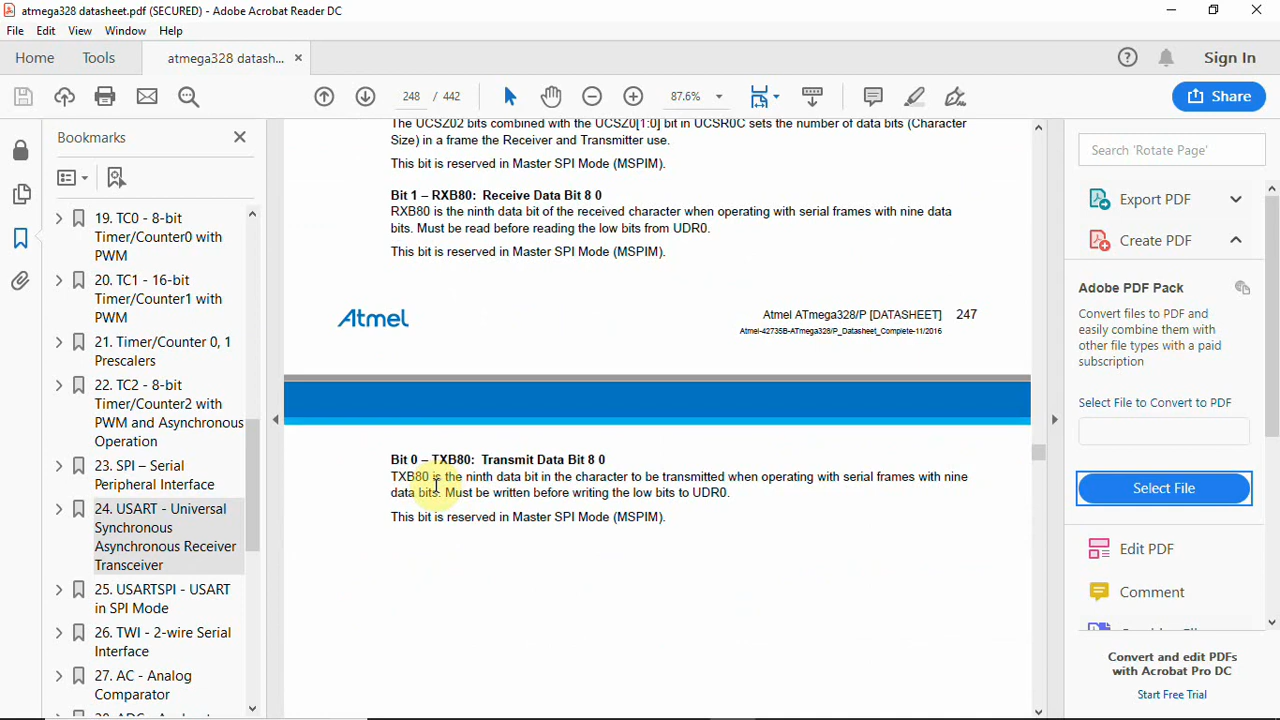 atmega328 datasheet.pdf (SECURED) - Adobe Acrobat Reader DC
File Edit View Window Help
Home Tools atmega328 datash... × Sign In
248 / 442 87.6% Share
Bookmarks
19. TC0 - 8-bit
Timer/Counter0 with
PWM
20. TC1 - 16-bit
Timer/Counter1 with
PWM
21. Timer/Counter 0, 1
Prescalers
22. TC2 - 8-bit
Timer/Counter2 with
PWM and Asynchronous
Operation
23. SPI – Serial
Peripheral Interface
24. USART - Universal
Synchronous
Asynchronous Receiver
Transceiver
25. USARTSPI - USART
in SPI Mode
26. TWI - 2-wire Serial
Interface
27. AC - Analog
Comparator
The UCSZ02 bits combined with the UCSZ0[1:0] bit in UCSR0C sets the number of data bits (Character
Size) in a frame the Receiver and Transmitter use.
This bit is reserved in Master SPI Mode (MSPIM).
Bit 1 – RXB80: Receive Data Bit 8 0
RXB80 is the ninth data bit of the received character when operating with serial frames with nine data
bits. Must be read before reading the low bits from UDR0.
This bit is reserved in Master SPI Mode (MSPIM).
Atmel
Atmel ATmega328/P [DATASHEET] 247
Atmel-42735B-ATmega328/P_Datasheet_Complete-11/2016
Bit 0 – TXB80: Transmit Data Bit 8 0
TXB80 is the ninth data bit in the character to be transmitted when operating with serial frames with nine
data bits. Must be written before writing the low bits to UDR0.
This bit is reserved in Master SPI Mode (MSPIM).
Search 'Rotate Page'
Export PDF
Create PDF
Adobe PDF Pack
Convert files to PDF and
easily combine them with
other file types with a paid
subscription
Select File to Convert to PDF
Select File
Edit PDF
Comment
Convert and edit PDFs
with Acrobat Pro DC
Start Free Trial